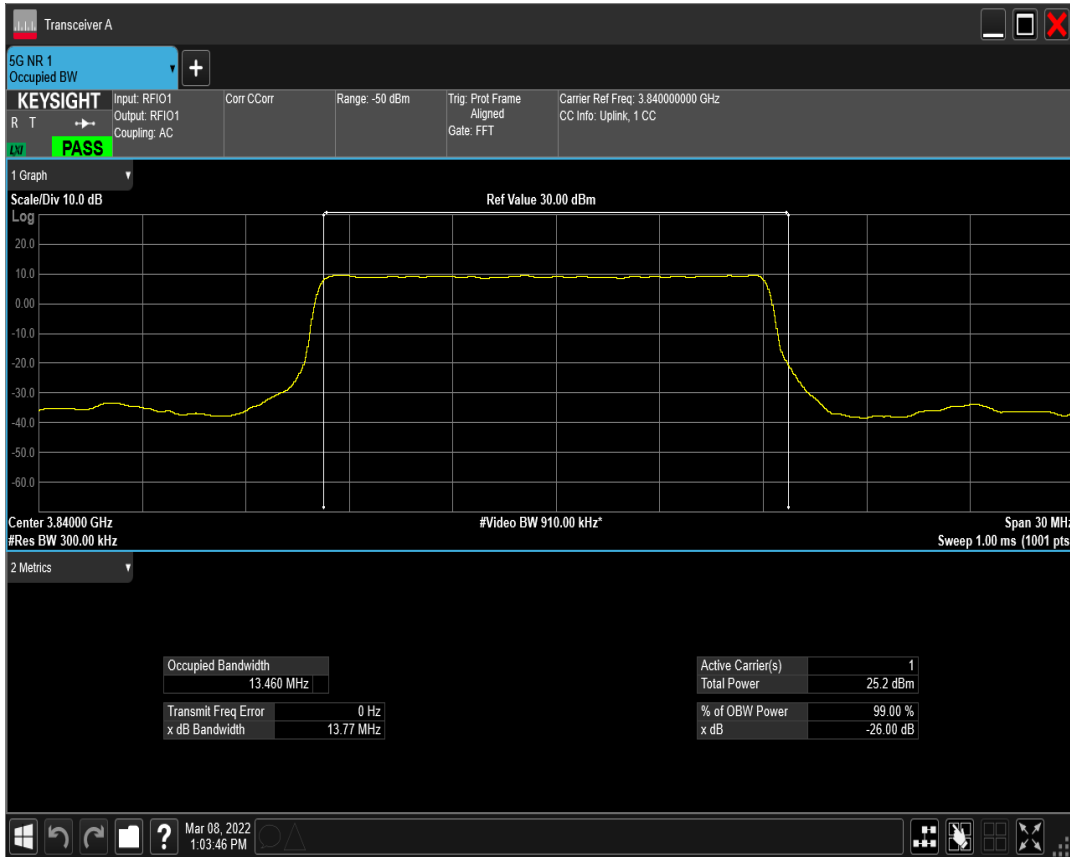 Transceiver A
5G NR 1
Occupied BW
KEYSIGHT
R T
LXI
PASS
Input: RFIO1
Output: RFIO1
Coupling: AC
Corr CCorr
Range: -50 dBm
Trig: Prot Frame
Aligned
Gate: FFT
Carrier Ref Freq: 3.840000000 GHz
CC Info: Uplink, 1 CC
1 Graph
Scale/Div 10.0 dB
Ref Value 30.00 dBm
Log
20.0
10.0
0.00
-10.0
-20.0
-30.0
-40.0
-50.0
-60.0
Center 3.84000 GHz
#Video BW 910.00 kHz*
Span 30 MHz
#Res BW 300.00 kHz
Sweep 1.00 ms (1001 pts
2 Metrics
Occupied Bandwidth
13.460 MHz
Transmit Freq Error 0 Hz
x dB Bandwidth 13.77 MHz
Active Carrier(s) 1
Total Power 25.2 dBm
% of OBW Power 99.00 %
x dB -26.00 dB
?
Mar 08, 2022
1:03:46 PM